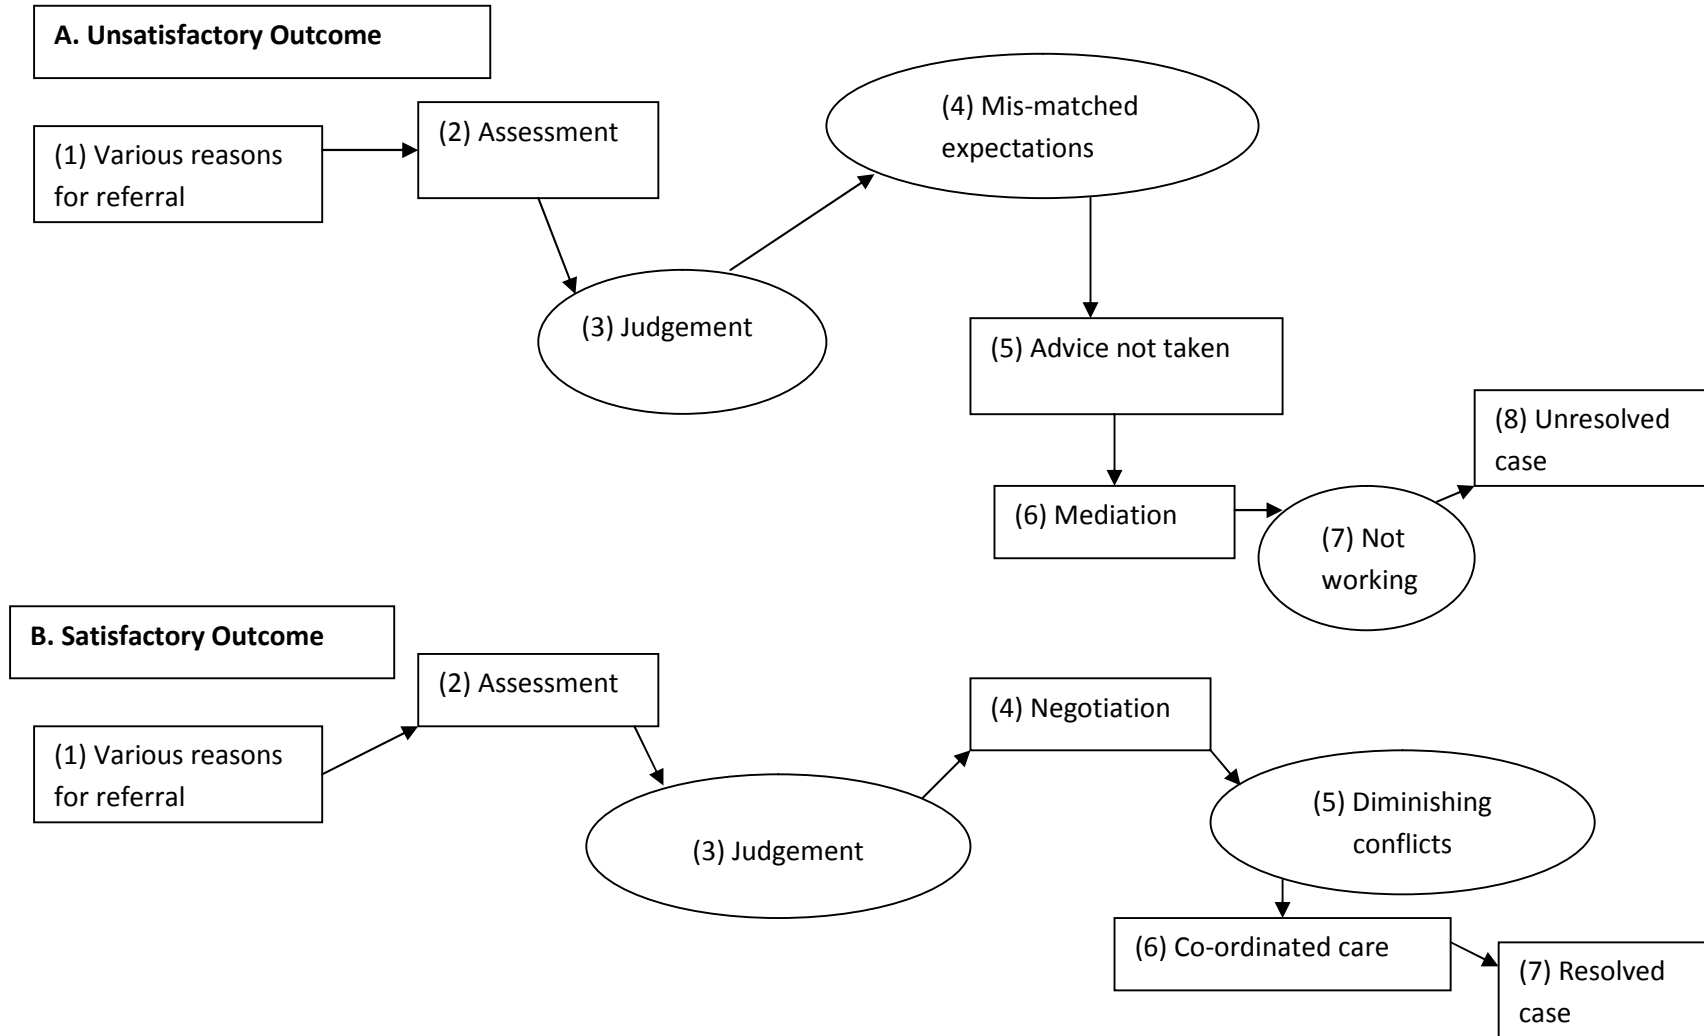 A. Unsatisfactory Outcome
(1) Various reasons
for referral
(2) Assessment
(3) Judgement
(4) Mis-matched
expectations
(5) Advice not taken
(6) Mediation
(7) Not
working
(8) Unresolved
case
B. Satisfactory Outcome
(1) Various reasons
for referral
(2) Assessment
(3) Judgement
(4) Negotiation
(5) Diminishing
conflicts
(6) Co-ordinated care
(7) Resolved
case